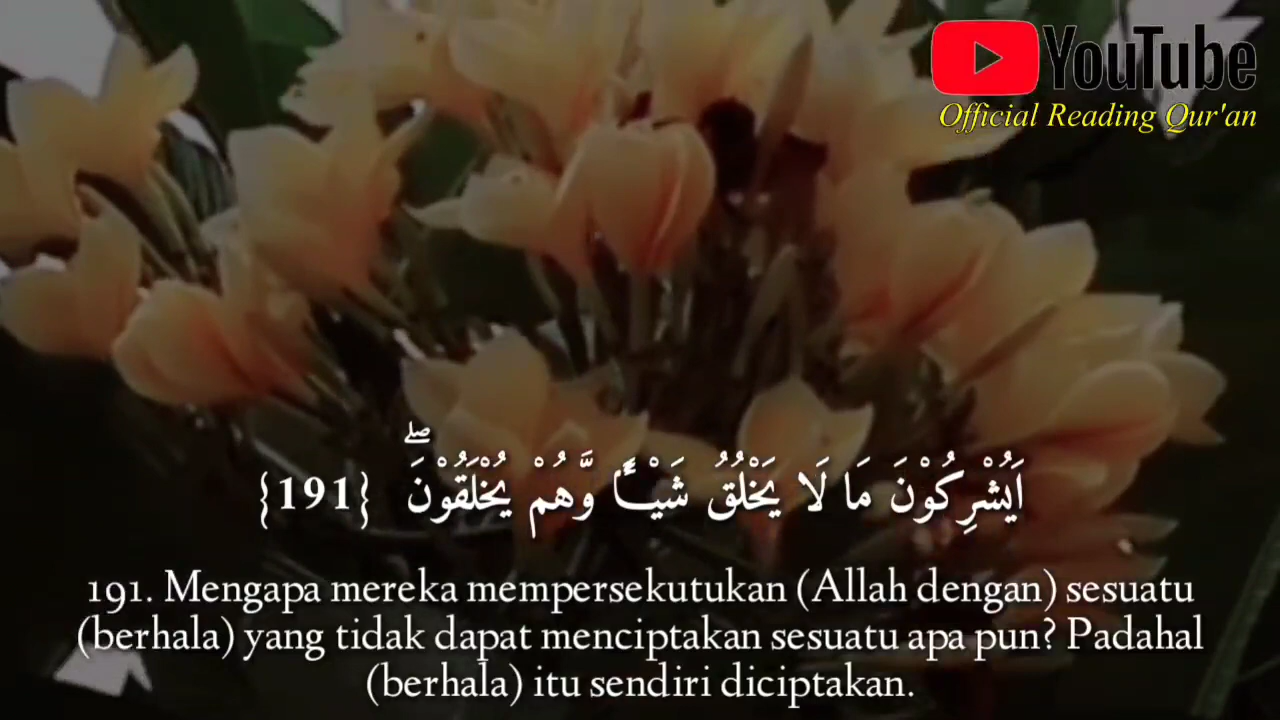 YouTube
Official Reading Qur'an
اَيُشْرِكُوْنَ مَا لَا يَخْلُقُ شَيْـًٔا وَّهُمْ يُخْلَقُوْنَۖ {191}
191. Mengapa mereka mempersekutukan (Allah dengan) sesuatu
(berhala) yang tidak dapat menciptakan sesuatu apa pun? Padahal
(berhala) itu sendiri diciptakan.